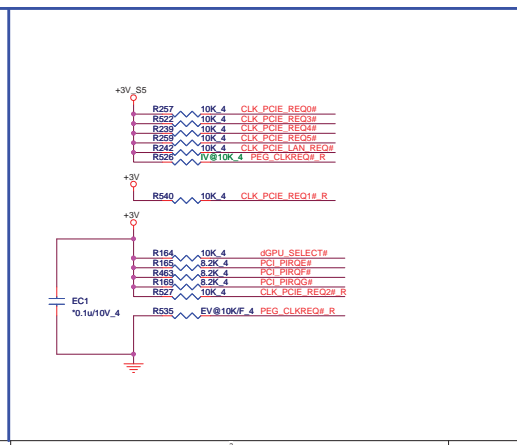 +3V_S5
R257 10K_4 CLK_PCIE_REQ0#
R522 10K_4 CLK_PCIE_REQ3#
R239 10K_4 CLK_PCIE_REQ4#
R259 10K_4 CLK_PCIE_REQ5#
R242 10K_4 CLK_PCIE_LAN_REQ#
R526 IV@10K_4 PEG_CLKREQ#_R
+3V
R540 10K_4 CLK_PCIE_REQ1#_R
+3V
R164 10K_4 dGPU_SELECT#
R165 8.2K_4 PCI_PIRQE#
R463 8.2K_4 PCI_PIRQF#
R169 8.2K_4 PCI_PIRQG#
R527 10K_4 CLK_PCIE_REQ2#_R
EC1
*0.1u/10V_4
R535 EV@10K/F_4 PEG_CLKREQ#_R